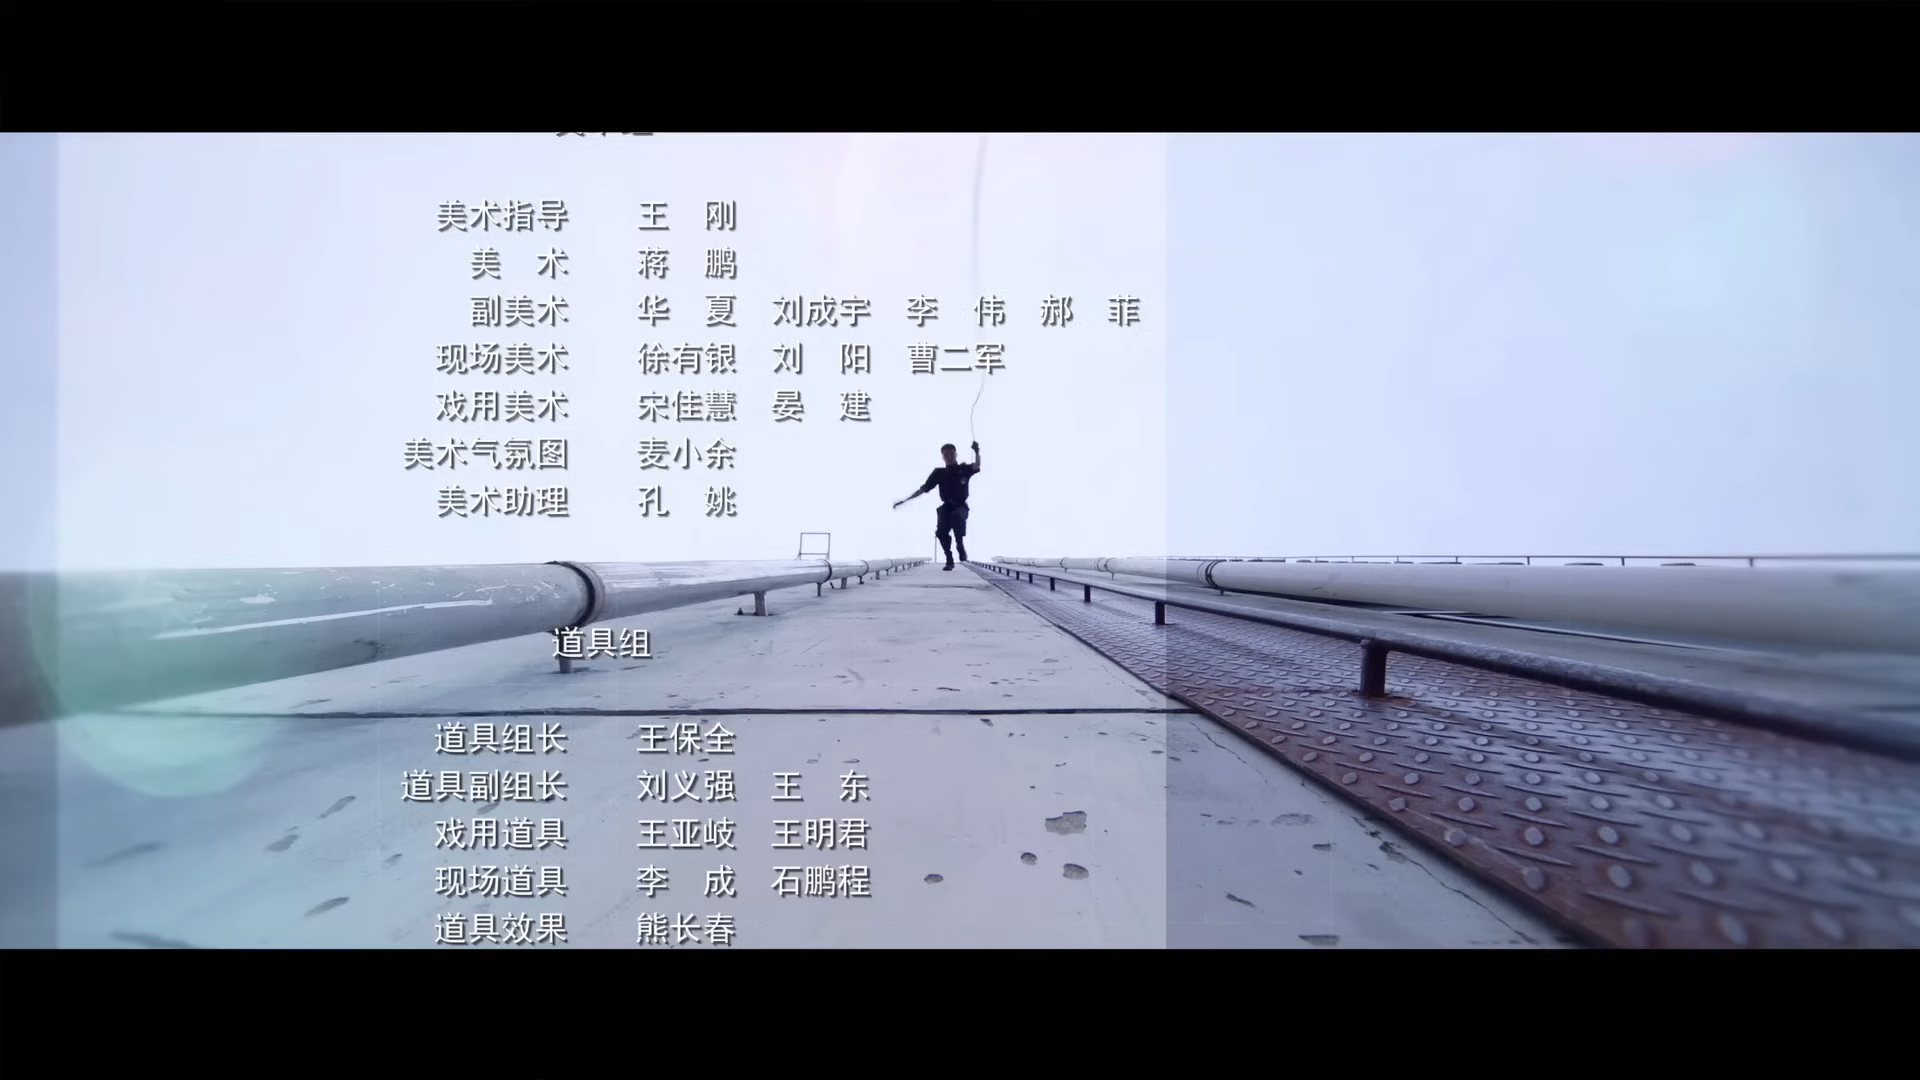 美术指导 王 刚
美 术 蒋 鹏
副美术 华 夏 刘成宇 李 伟 郝 菲
现场美术 徐有银 刘 阳 曹二军
戏用美术 宋佳慧 晏 建
美术气氛图 麦小余
美术助理 孔 姚
道具组
道具组长 王保全
道具副组长 刘义强 王 东
戏用道具 王亚岐 王明君
现场道具 李 成 石鹏程
道具效果 熊长春